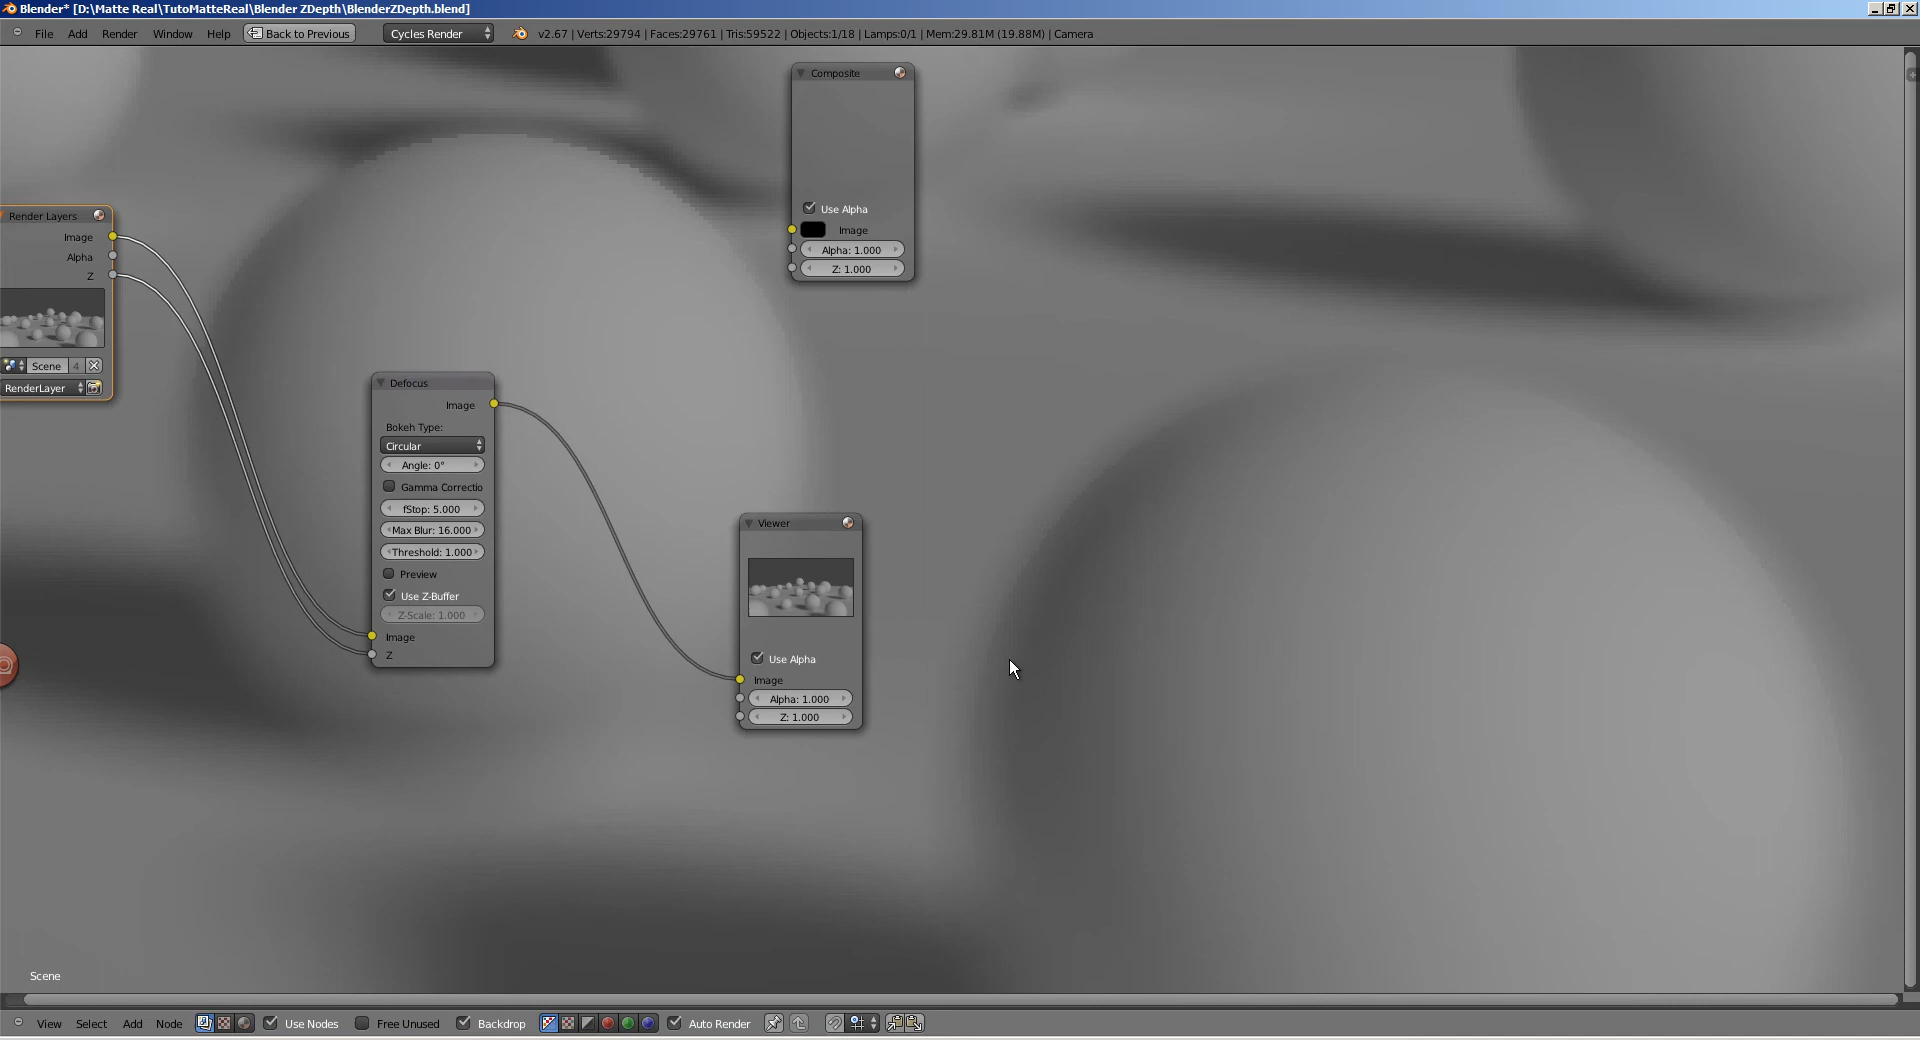 Blender* [D:\Matte Real\TutoMatteReal\Blender ZDepth\BlenderZDepth.blend]
File Add Render Window Help Back to Previous Cycles Render v2.67 | Verts:29794 | Faces:29761 | Tris:59522 | Objects:1/18 | Lamps:0/1 | Mem:29.81M (19.88M) | Camera
Composite
Use Alpha
Image
Alpha: 1.000
Z: 1.000
Render Layers
Image
Alpha
Z
Scene 4
RenderLayer
Defocus
Image
Bokeh Type:
Circular
Angle: 0°
Gamma Correctio
fStop: 5.000
Max Blur: 16.000
Threshold: 1.000
Preview
Use Z-Buffer
Z-Scale: 1.000
Image
Z
Viewer
Use Alpha
Image
Alpha: 1.000
Z: 1.000
Scene
View Select Add Node Use Nodes Free Unused Backdrop Auto Render